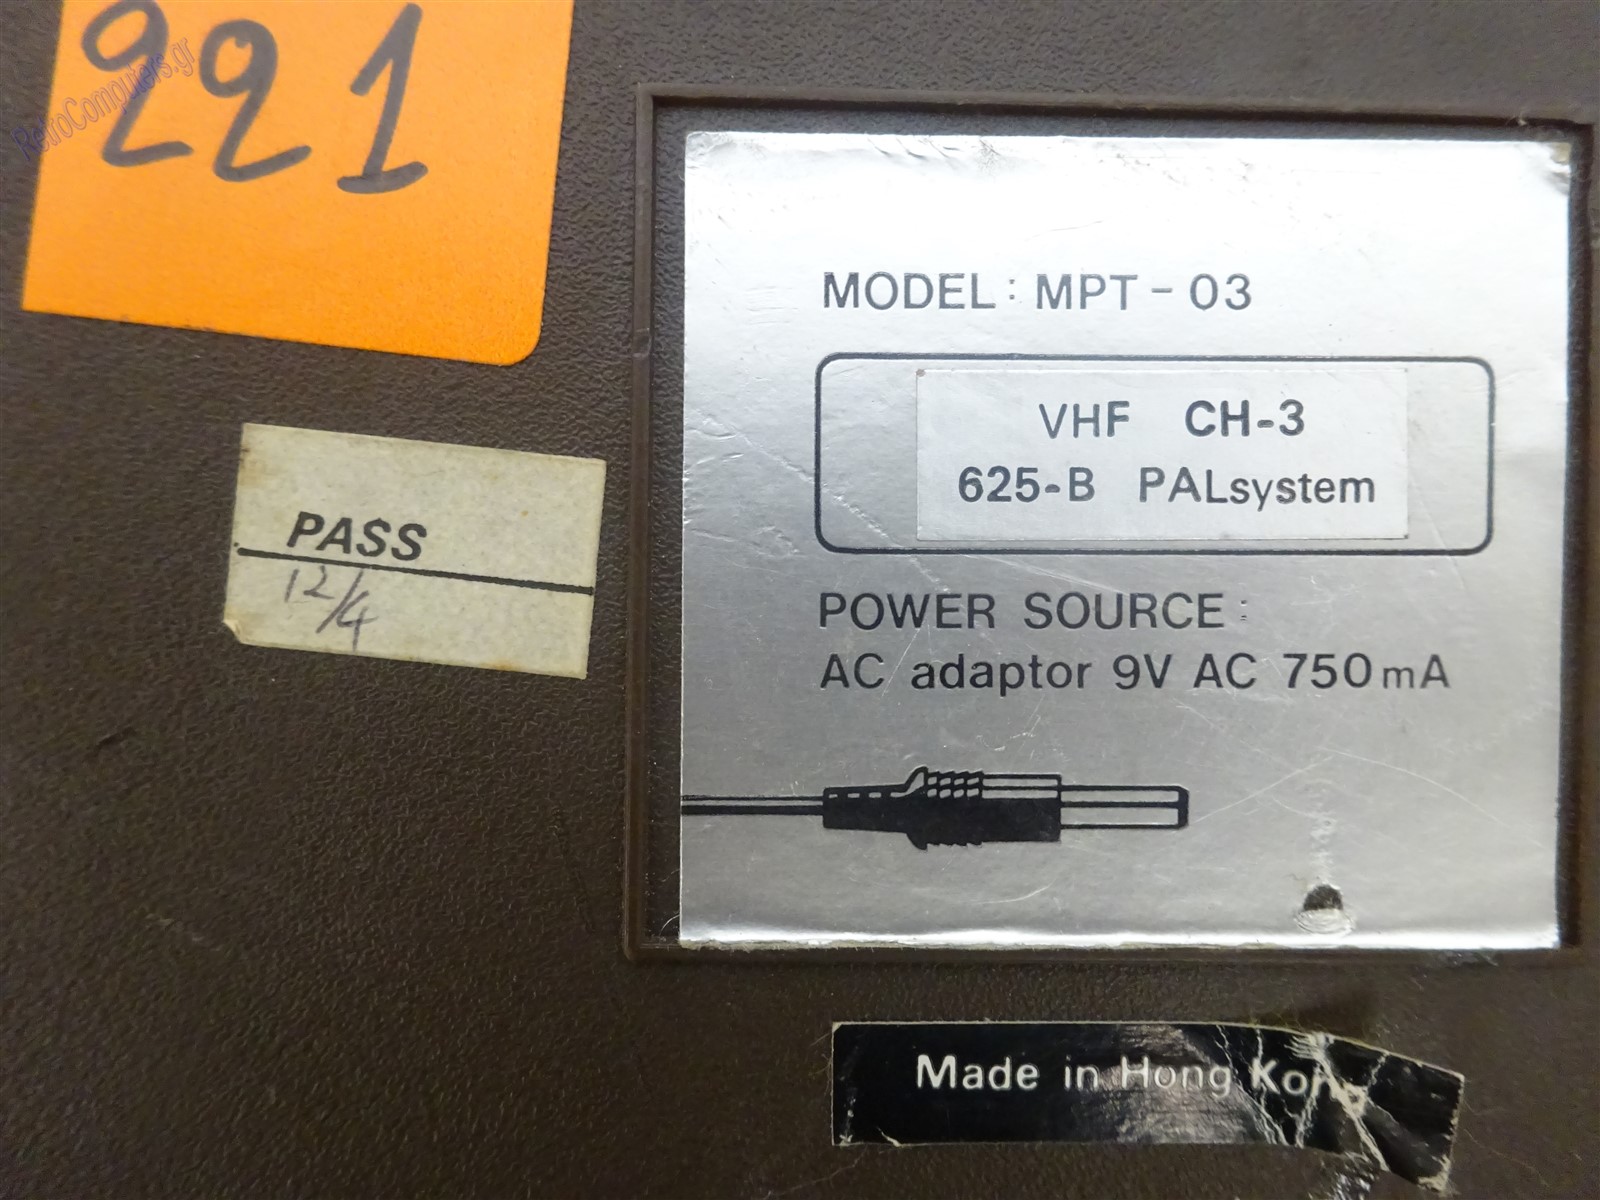 221
RetroComputers.gr
MODEL: MPT-03
VHF CH-3
625-B PALsystem
PASS
12/4
POWER SOURCE:
AC adaptor 9V AC 750mA
Made in Hong Kong